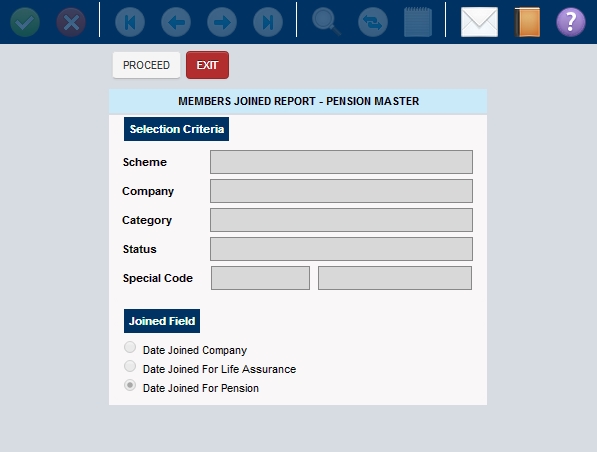 ?
PROCEED EXIT
MEMBERS JOINED REPORT - PENSION MASTER
Selection Criteria
Scheme
Company
Category
Status
Special Code
Joined Field
Date Joined Company
Date Joined For Life Assurance
Date Joined For Pension